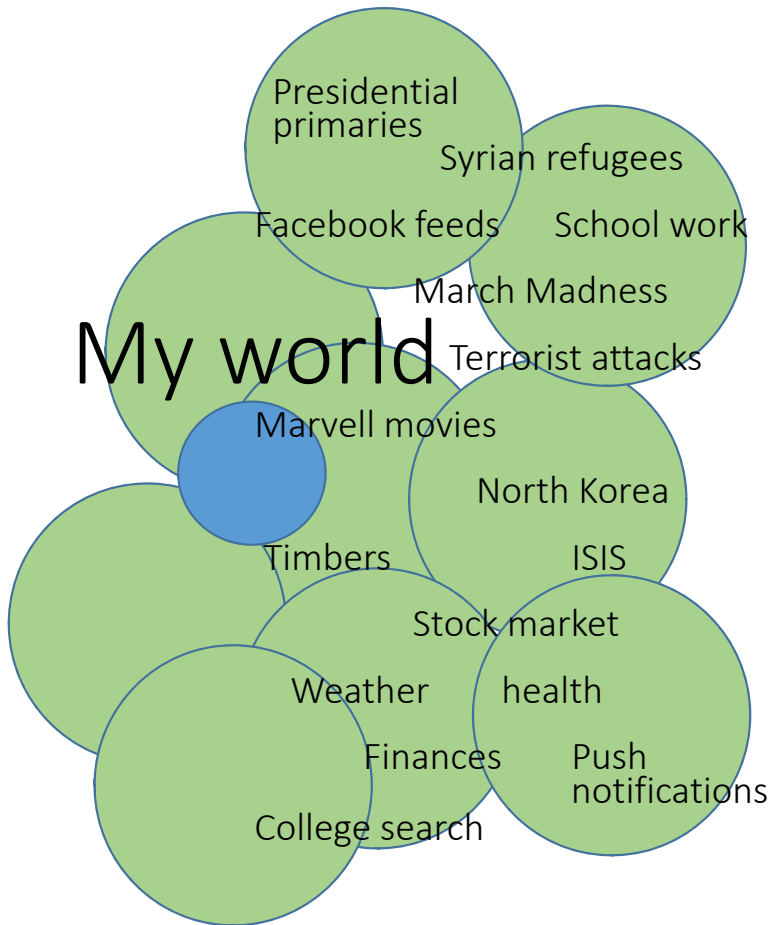 Presidential
primaries
Syrian refugees
Facebook feeds School work
March Madness
My world
Terrorist attacks
Marvell movies
North Korea
Timbers ISIS
Stock market
Weather health
Finances Push
notifications
College search